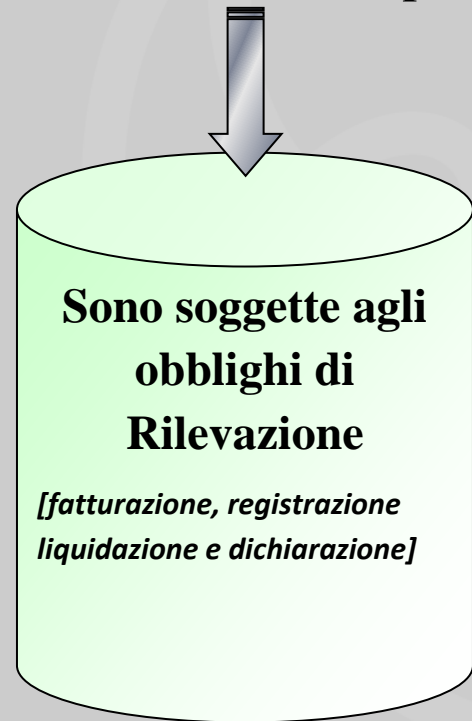 Sono soggette agli
obblighi di
Rilevazione
[fatturazione, registrazione
liquidazione e dichiarazione]